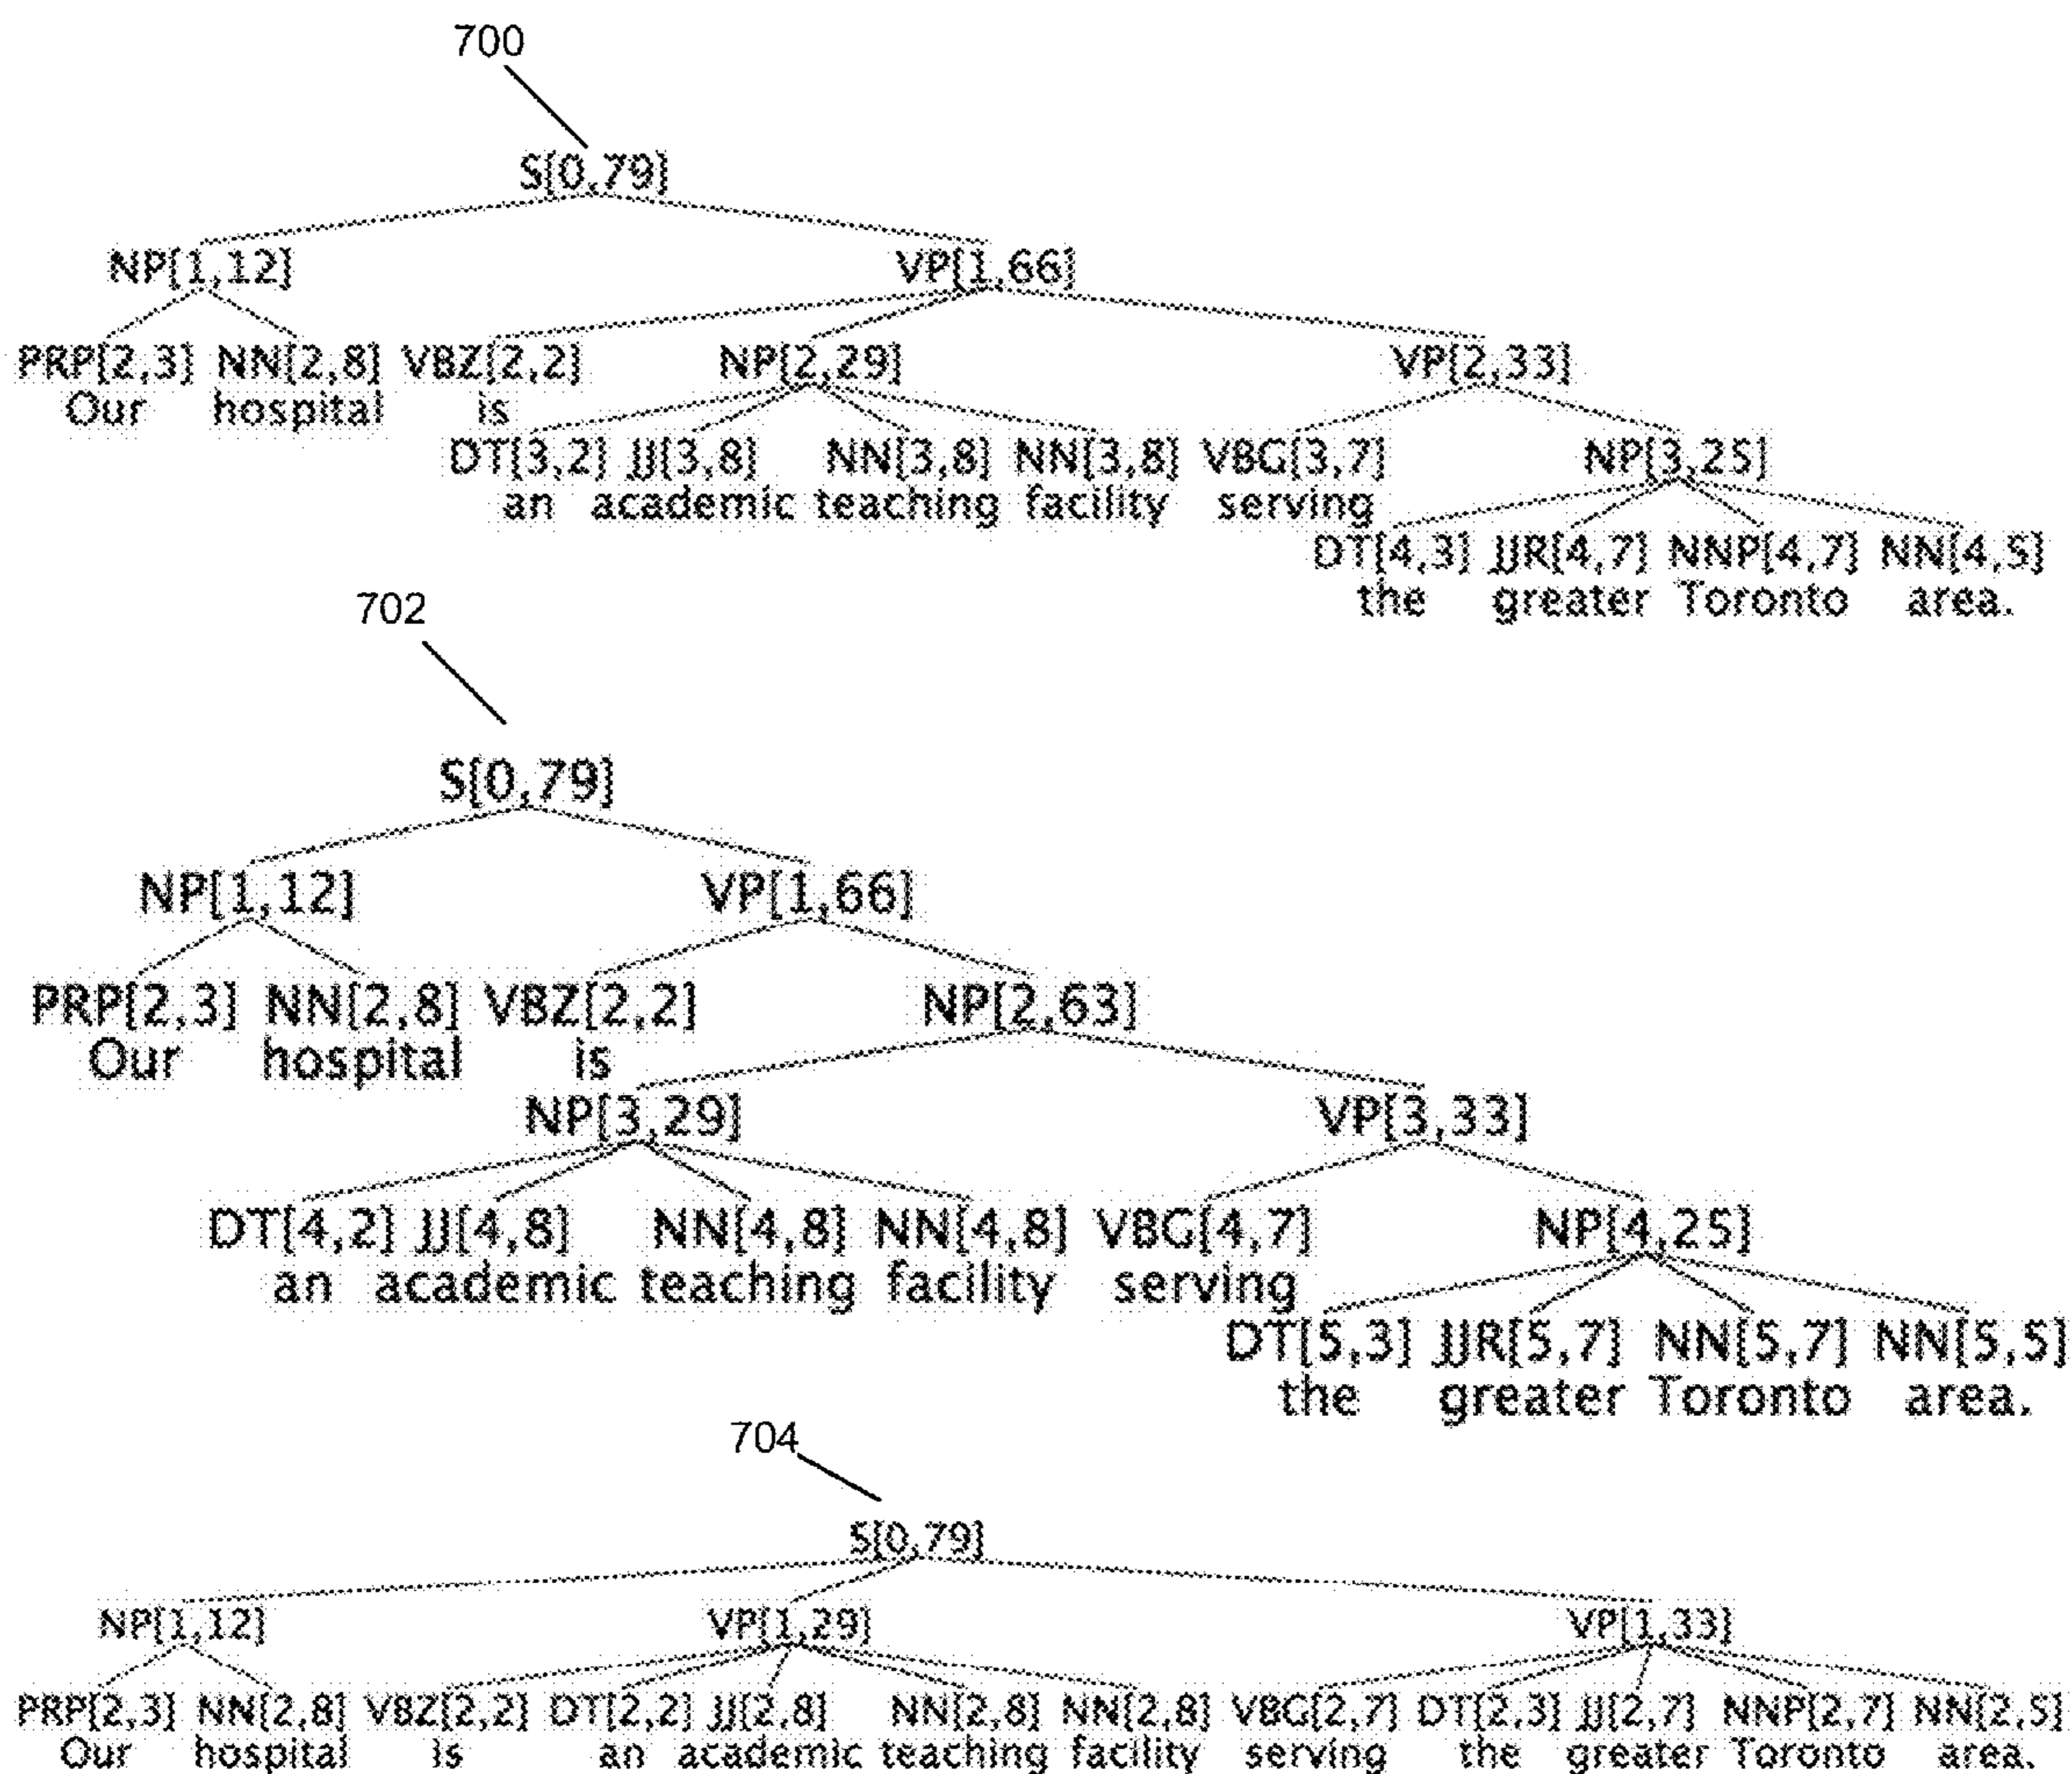 700
S[0,79]
NP[1,12] VP[1,66]
PRP[2,3] NN[2,8] VBZ[2,2] NP[2,29] VP[2,33]
Our hospital is
DT[3,2] JJ[3,8] NN[3,8] NN[3,8] VBG[3,7] NP[3,25]
an academic teaching facility serving
DT[4,3] JJR[4,7] NNP[4,7] NN[4,5]
the greater Toronto area.
702
S[0,79]
NP[1,12] VP[1,66]
PRP[2,3] NN[2,8] VBZ[2,2] NP[2,63]
Our hospital is
NP[3,29] VP[3,33]
DT[4,2] JJ[4,8] NN[4,8] NN[4,8] VBG[4,7] NP[4,25]
an academic teaching facility serving
DT[5,3] JJR[5,7] NN[5,7] NN[5,5]
the greater Toronto area.
704
S[0,79]
NP[1,12] VP[1,29] VP[1,33]
PRP[2,3] NN[2,8] VBZ[2,2] DT[2,2] JJ[2,8] NN[2,8] NN[2,8] VBG[2,7] DT[2,3] JJ[2,7] NNP[2,7] NN[2,5]
Our hospital is an academic teaching facility serving the greater Toronto area.